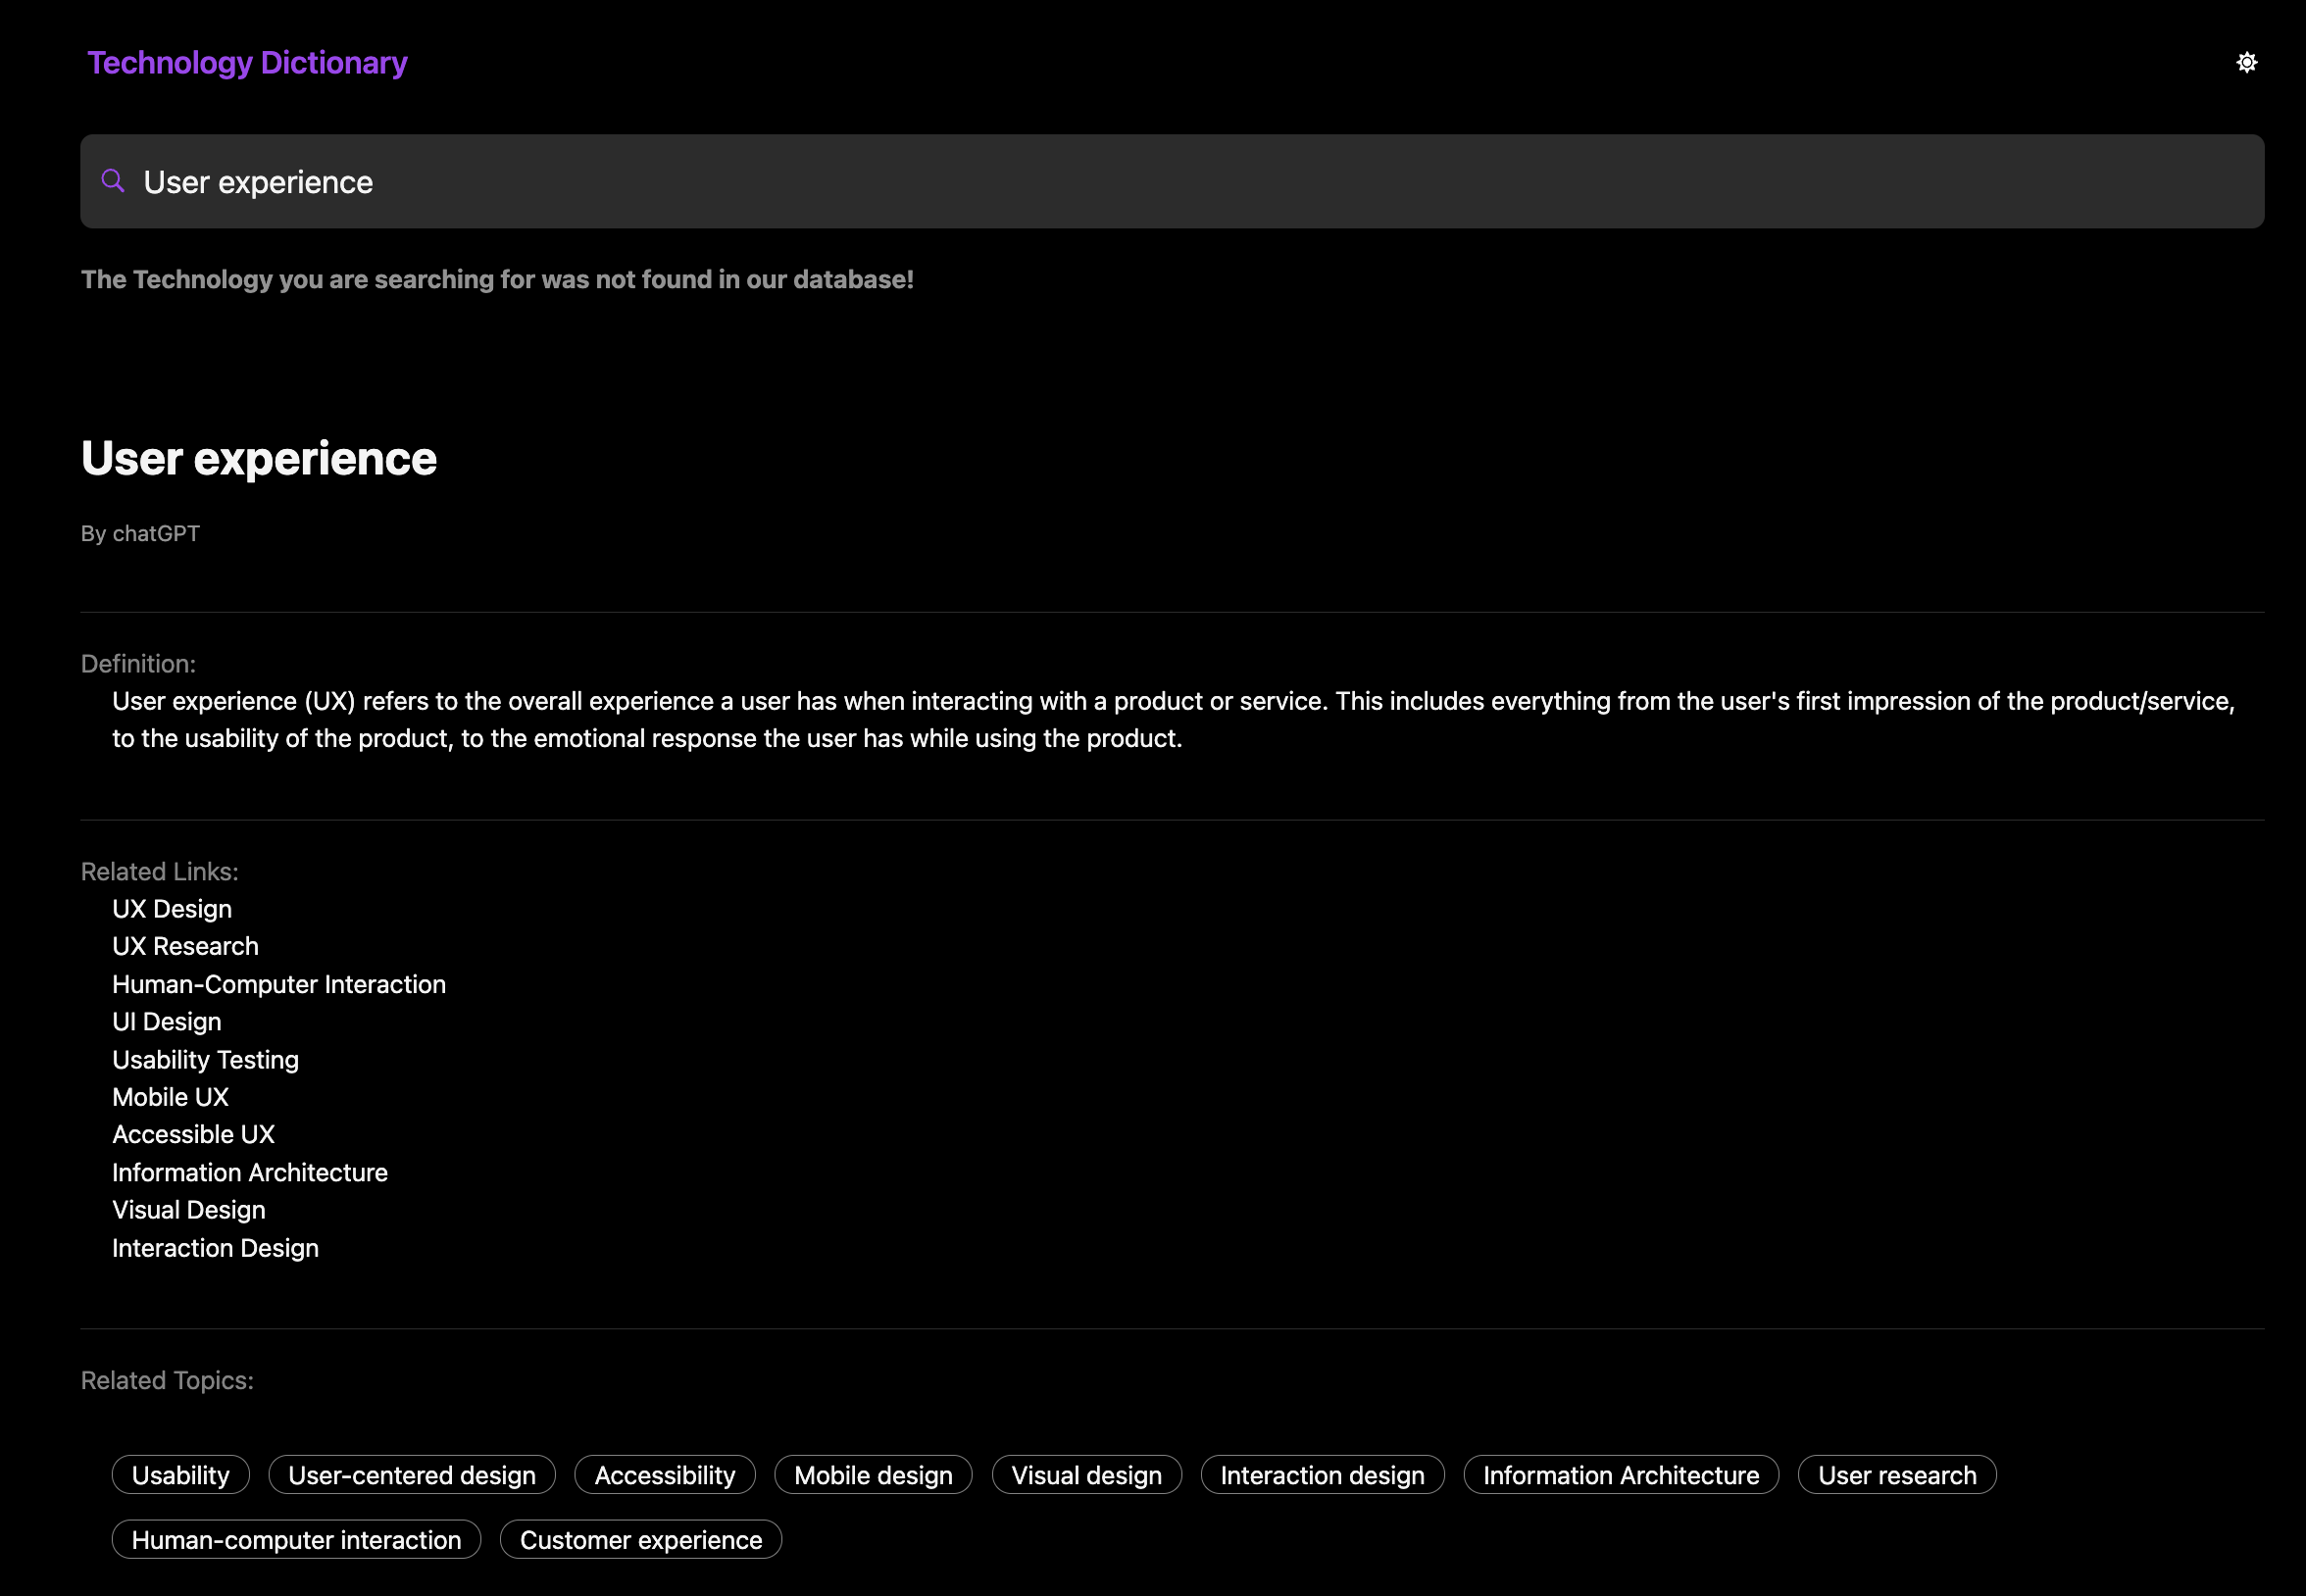 Technology Dictionary
User experience
The Technology you are searching for was not found in our database!
User experience
By chatGPT
Definition:
User experience (UX) refers to the overall experience a user has when interacting with a product or service. This includes everything from the user's first impression of the product/service,
to the usability of the product, to the emotional response the user has while using the product.
Related Links:
UX Design
UX Research
Human-Computer Interaction
UI Design
Usability Testing
Mobile UX
Accessible UX
Information Architecture
Visual Design
Interaction Design
Related Topics:
Usability User-centered design Accessibility Mobile design Visual design Interaction design Information Architecture User research
Human-computer interaction Customer experience